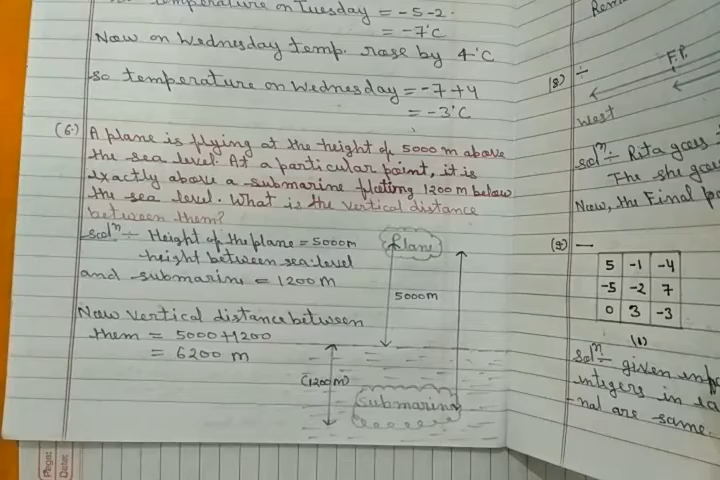 temperature on Tuesday = -5-2.
= -7°C
Now on Wednesday temp. rose by 4°C
so temperature on Wednesday = -7+4
= -3°C
(6.) A plane is flying at the height of 5000 m above
the sea level. At a particular point, it is
exactly above a submarine floating 1200 m below
the sea level. What is the vertical distance
between them?
solⁿ ÷ Height of the plane = 5000m
height between sea level
and submarine = 1200 m
Now vertical distance between
them = 5000+1200
= 6200 m
Plane
5000m
(1200m)
Submarine
(8) ÷
F.P.
West
solⁿ ÷ Rita goes
The she goes
Now, the Final
(9) —
5 -1 -4
-5 -2 7
0 3 -3
solⁿ ÷ given
integers in
-nal are same.
Page:
Date: